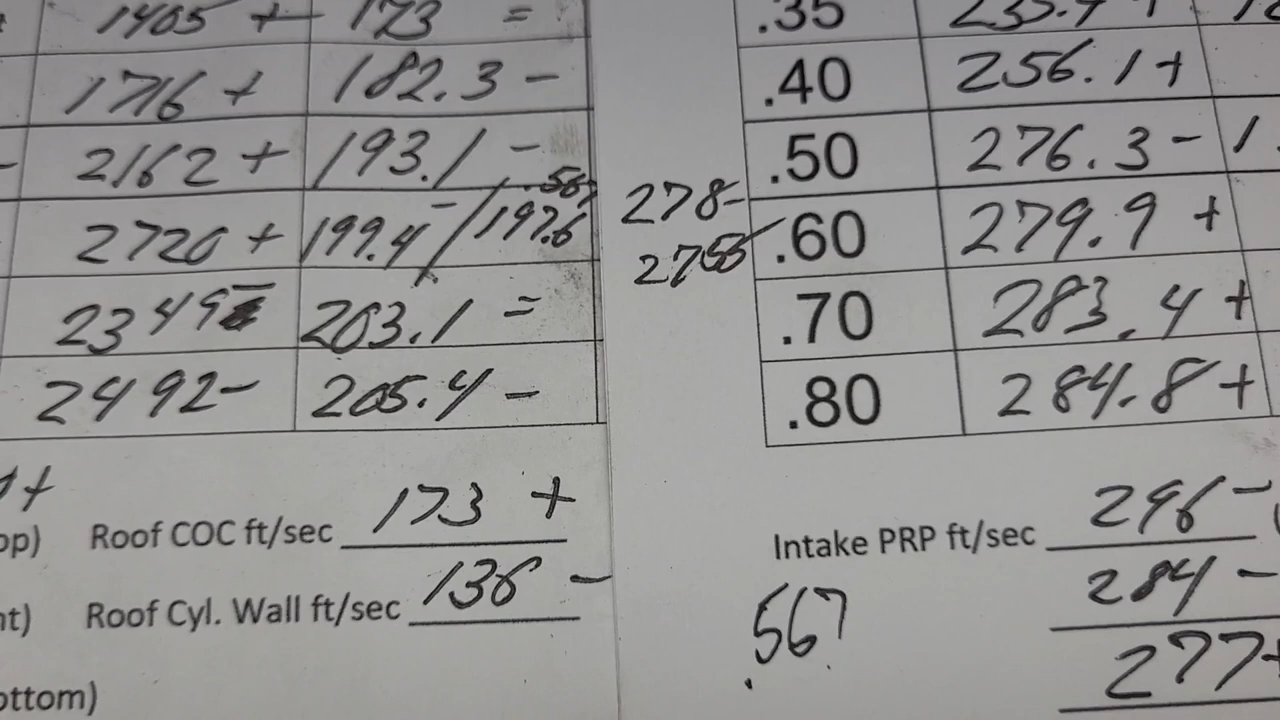 1405 + 173 =
1716 + 182.3 -
2162 + 193.1 -
2720 + 199.4 - / 197.6 .567
2349 - 203.1 =
2492 - 205.4 -
Roof COC ft/sec 173 +
Roof Cyl. Wall ft/sec 136 -
ottom)
278-
.35
.40 256.1 +
.50 276.3 - 1.
.60 279.9 +
.70 283.4 +
.80 284.8 +
Intake PRP ft/sec 296 -
284 -
277+
.567